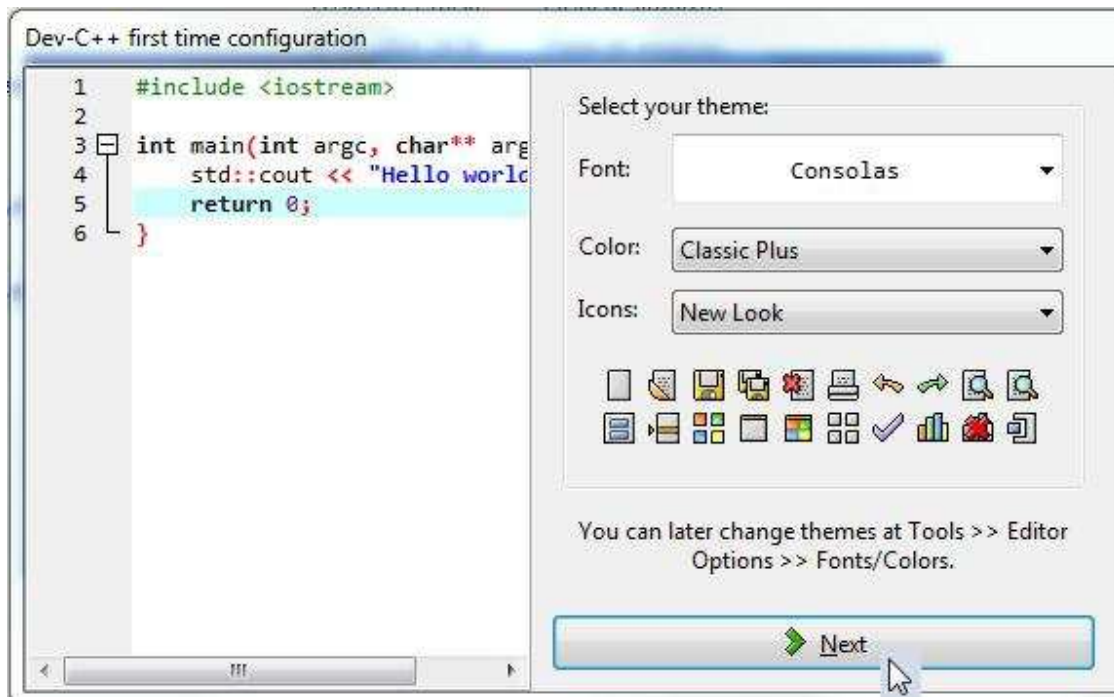 Dev-C++ first time configuration
1 #include <iostream>
2
3 int main(int argc, char** arg
4 std::cout << "Hello world
5 return 0;
6 }
Select your theme:
Font: Consolas
Color: Classic Plus
Icons: New Look
You can later change themes at Tools >> Editor
Options >> Fonts/Colors.
Next